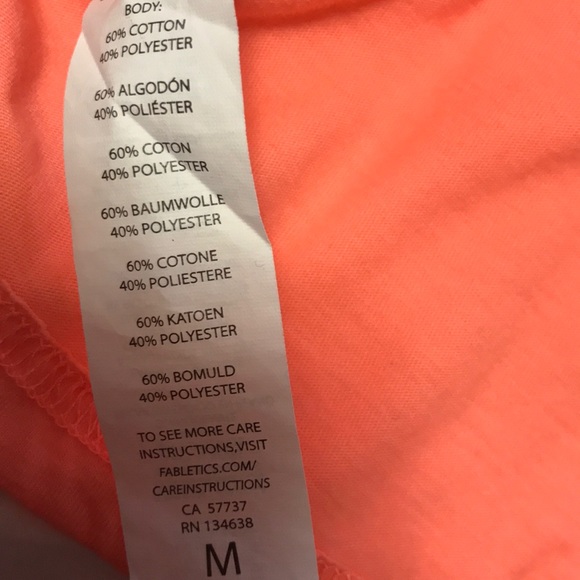 BODY:
60% COTTON
40% POLYESTER
60% ALGODÓN
40% POLIÉSTER
60% COTON
40% POLYESTER
60% BAUMWOLLE
40% POLYESTER
60% COTONE
40% POLIESTERE
60% KATOEN
40% POLYESTER
60% BOMULD
40% POLYESTER
TO SEE MORE CARE
INSTRUCTIONS,VISIT
FABLETICS.COM/
CAREINSTRUCTIONS
CA 57737
RN 134638
M